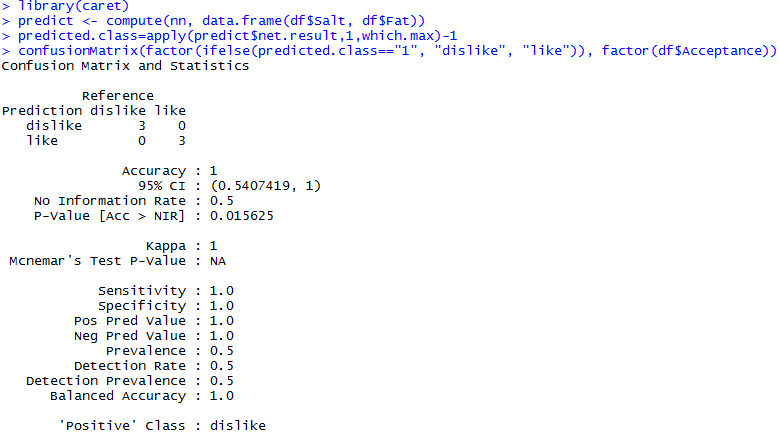 > library(caret)
> predict <- compute(nn, data.frame(df$Salt, df$Fat))
> predicted.class=apply(predict$net.result,1,which.max)-1
> confusionMatrix(factor(ifelse(predicted.class=="1", "dislike", "like")), factor(df$Acceptance))
Confusion Matrix and Statistics

          Reference
Prediction dislike like
   dislike       3    0
   like          0    3

               Accuracy : 1
                 95% CI : (0.5407419, 1)
    No Information Rate : 0.5
    P-Value [Acc > NIR] : 0.015625

                  Kappa : 1
 Mcnemar's Test P-Value : NA

            Sensitivity : 1.0
            Specificity : 1.0
         Pos Pred Value : 1.0
         Neg Pred Value : 1.0
             Prevalence : 0.5
         Detection Rate : 0.5
   Detection Prevalence : 0.5
      Balanced Accuracy : 1.0

       'Positive' Class : dislike